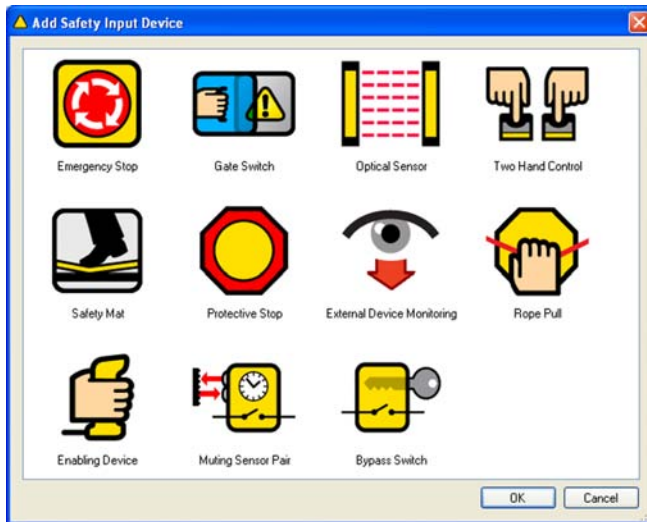 Add Safety Input Device
Emergency Stop
Gate Switch
Optical Sensor
Two Hand Control
Safety Mat
Protective Stop
External Device Monitoring
Rope Pull
Enabling Device
Muting Sensor Pair
Bypass Switch
OK
Cancel